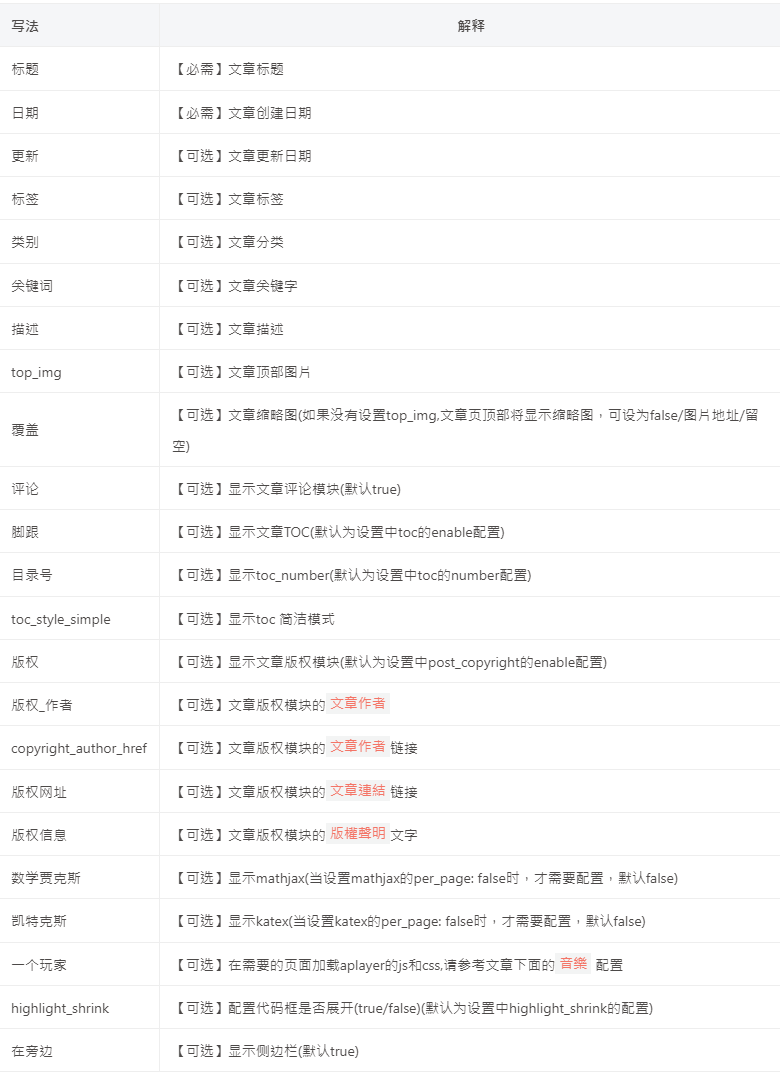 写法 解释
标题 【必需】文章标题
日期 【必需】文章创建日期
更新 【可选】文章更新日期
标签 【可选】文章标签
类别 【可选】文章分类
关键词 【可选】文章关键字
描述 【可选】文章描述
top_img 【可选】文章顶部图片
覆盖 【可选】文章缩略图(如果没有设置top_img,文章页顶部将显示缩略图，可设为false/图片地址/留
空)
评论 【可选】显示文章评论模块(默认true)
脚跟 【可选】显示文章TOC(默认为设置中toc的enable配置)
目录号 【可选】显示toc_number(默认为设置中toc的number配置)
toc_style_simple 【可选】显示toc 简洁模式
版权 【可选】显示文章版权模块(默认为设置中post_copyright的enable配置)
版权_作者 【可选】文章版权模块的 文章作者
copyright_author_href 【可选】文章版权模块的 文章作者 链接
版权网址 【可选】文章版权模块的 文章連結 链接
版权信息 【可选】文章版权模块的 版權聲明 文字
数学贾克斯 【可选】显示mathjax(当设置mathjax的per_page: false时，才需要配置，默认false)
凯特克斯 【可选】显示katex(当设置katex的per_page: false时，才需要配置，默认false)
一个玩家 【可选】在需要的页面加载aplayer的js和css,请参考文章下面的 音樂 配置
highlight_shrink 【可选】配置代码框是否展开(true/false)(默认为设置中highlight_shrink的配置)
在旁边 【可选】显示侧边栏(默认true)